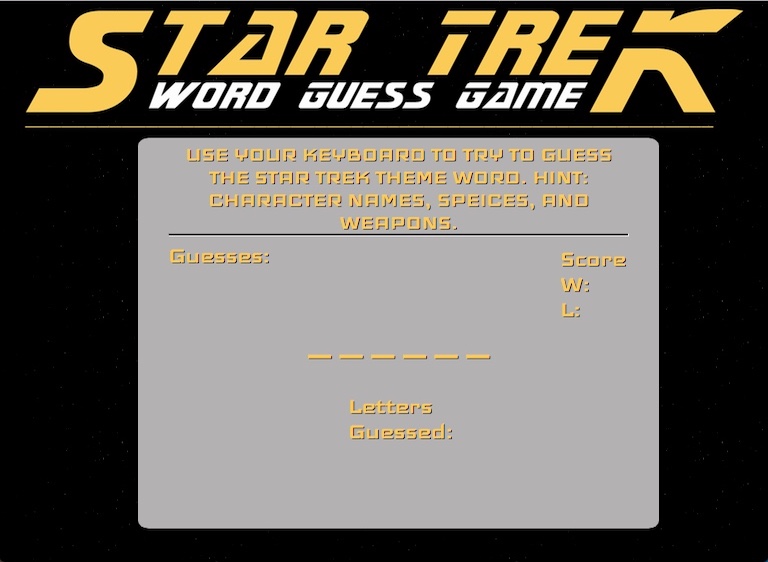 STAR TREK
WORD GUESS GAME
USE YOUR KEYBOARD TO TRY TO GUESS
THE STAR TREK THEME WORD. HINT:
CHARACTER NAMES, SPEICES, AND
WEAPONS.
Guesses:
Score
W:
L:
_ _ _ _ _ _
Letters
Guessed: